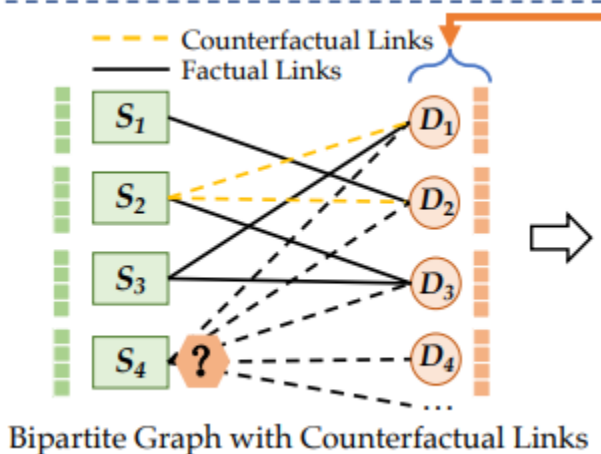 Counterfactual Links
Factual Links
S1 D1
S2 D2
S3 D3
S4 ? D4
...
Bipartite Graph with Counterfactual Links